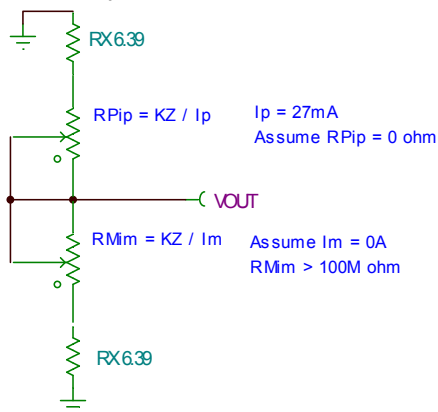 RX6.39
RPip = KZ / Ip
Ip = 27mA
Assume RPip = 0 ohm
VOUT
RMim = KZ / Im
Assume Im = 0A
RMim > 100M ohm
RX6.39